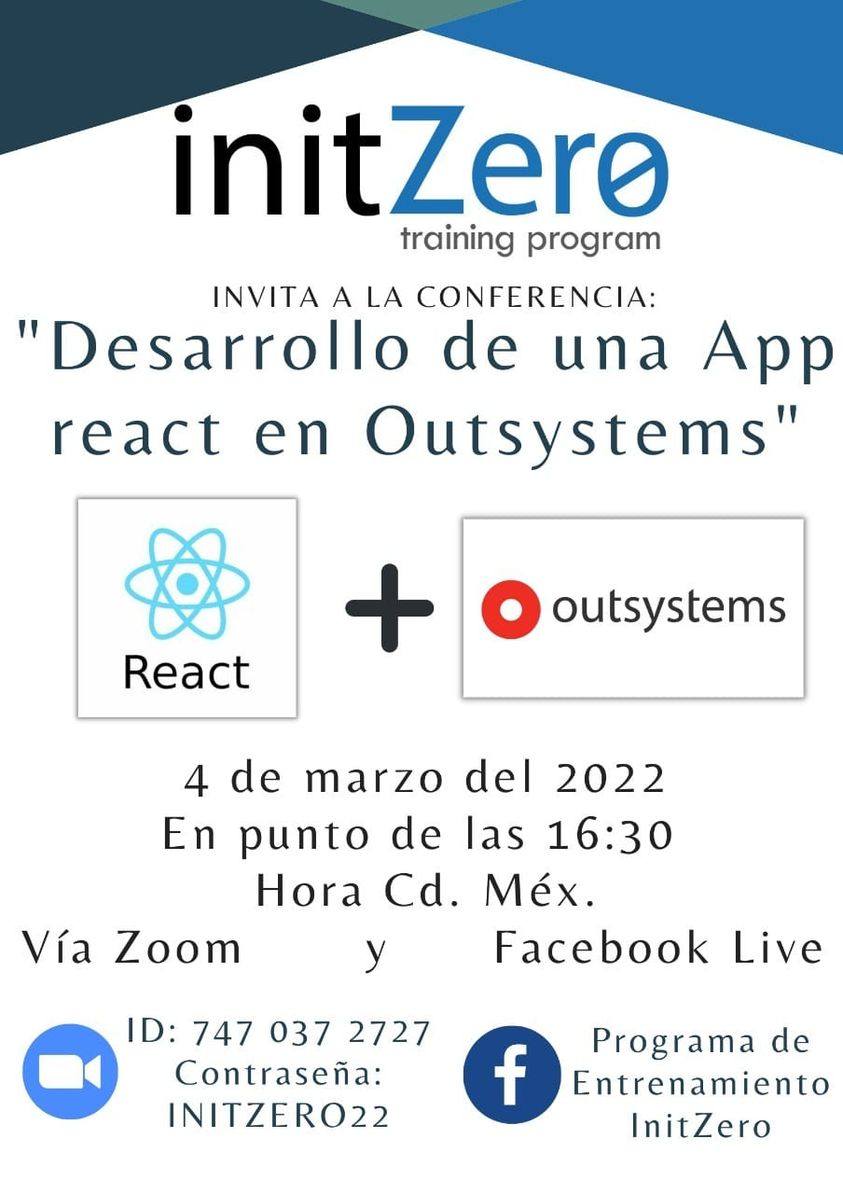 initZero
training program
INVITA A LA CONFERENCIA:
"Desarrollo de una App
react en Outsystems"
React
outsystems
4 de marzo del 2022
En punto de las 16:30
Hora Cd. Méx.
Vía Zoom y Facebook Live
ID: 747 037 2727
Contraseña:
INITZERO22
Programa de
Entrenamiento
InitZero